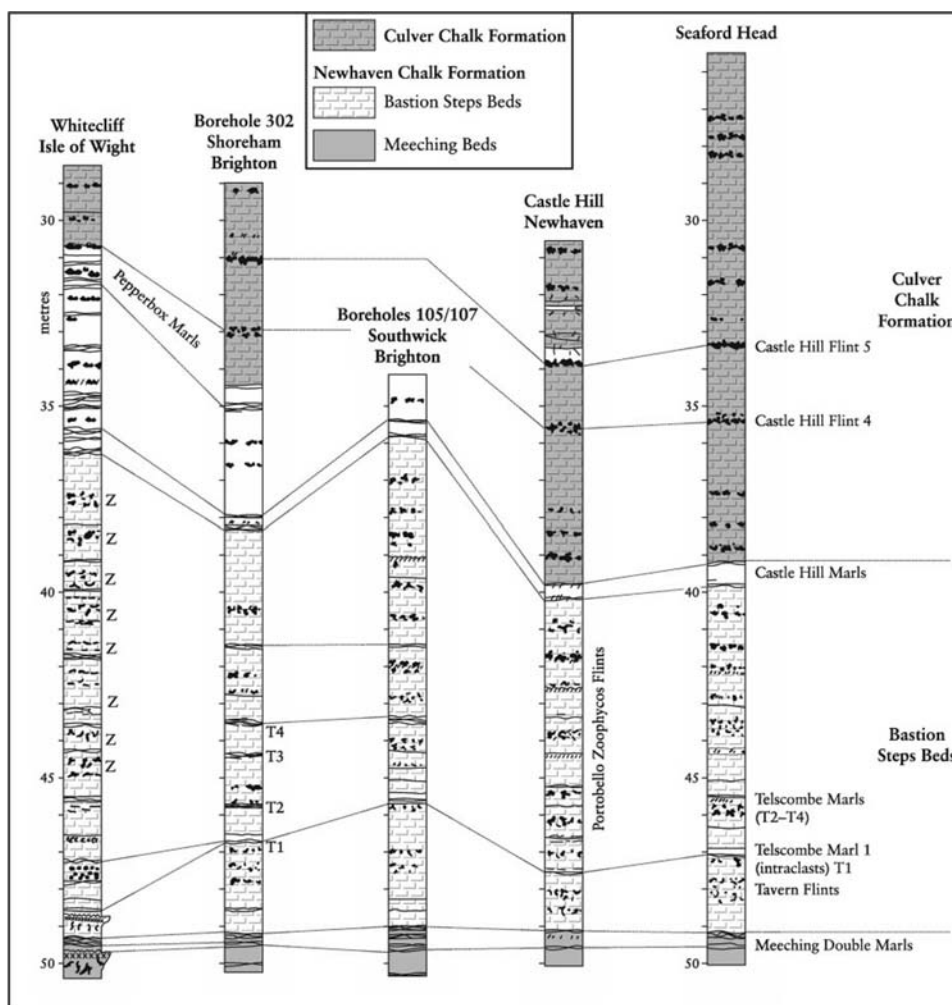 Culver Chalk Formation
Newhaven Chalk Formation
Bastion Steps Beds
Meeching Beds
Seaford Head
Whitecliff
Isle of Wight
Borehole 302
Shoreham
Brighton
Castle Hill
Newhaven
Boreholes 105/107
Southwick
Brighton
metres
30
35
40
45
50
Pepperbox Marls
Z
Z
Z
Z
Z
Z
Z
Z
T4
T3
T2
T1
Portobello Zoophycos Flints
30
35
40
45
50
Culver
Chalk
Formation
Castle Hill Flint 5
Castle Hill Flint 4
Castle Hill Marls
Bastion
Steps Beds
Telscombe Marls
(T2–T4)
Telscombe Marl 1
(intraclasts) T1
Tavern Flints
Meeching Double Marls